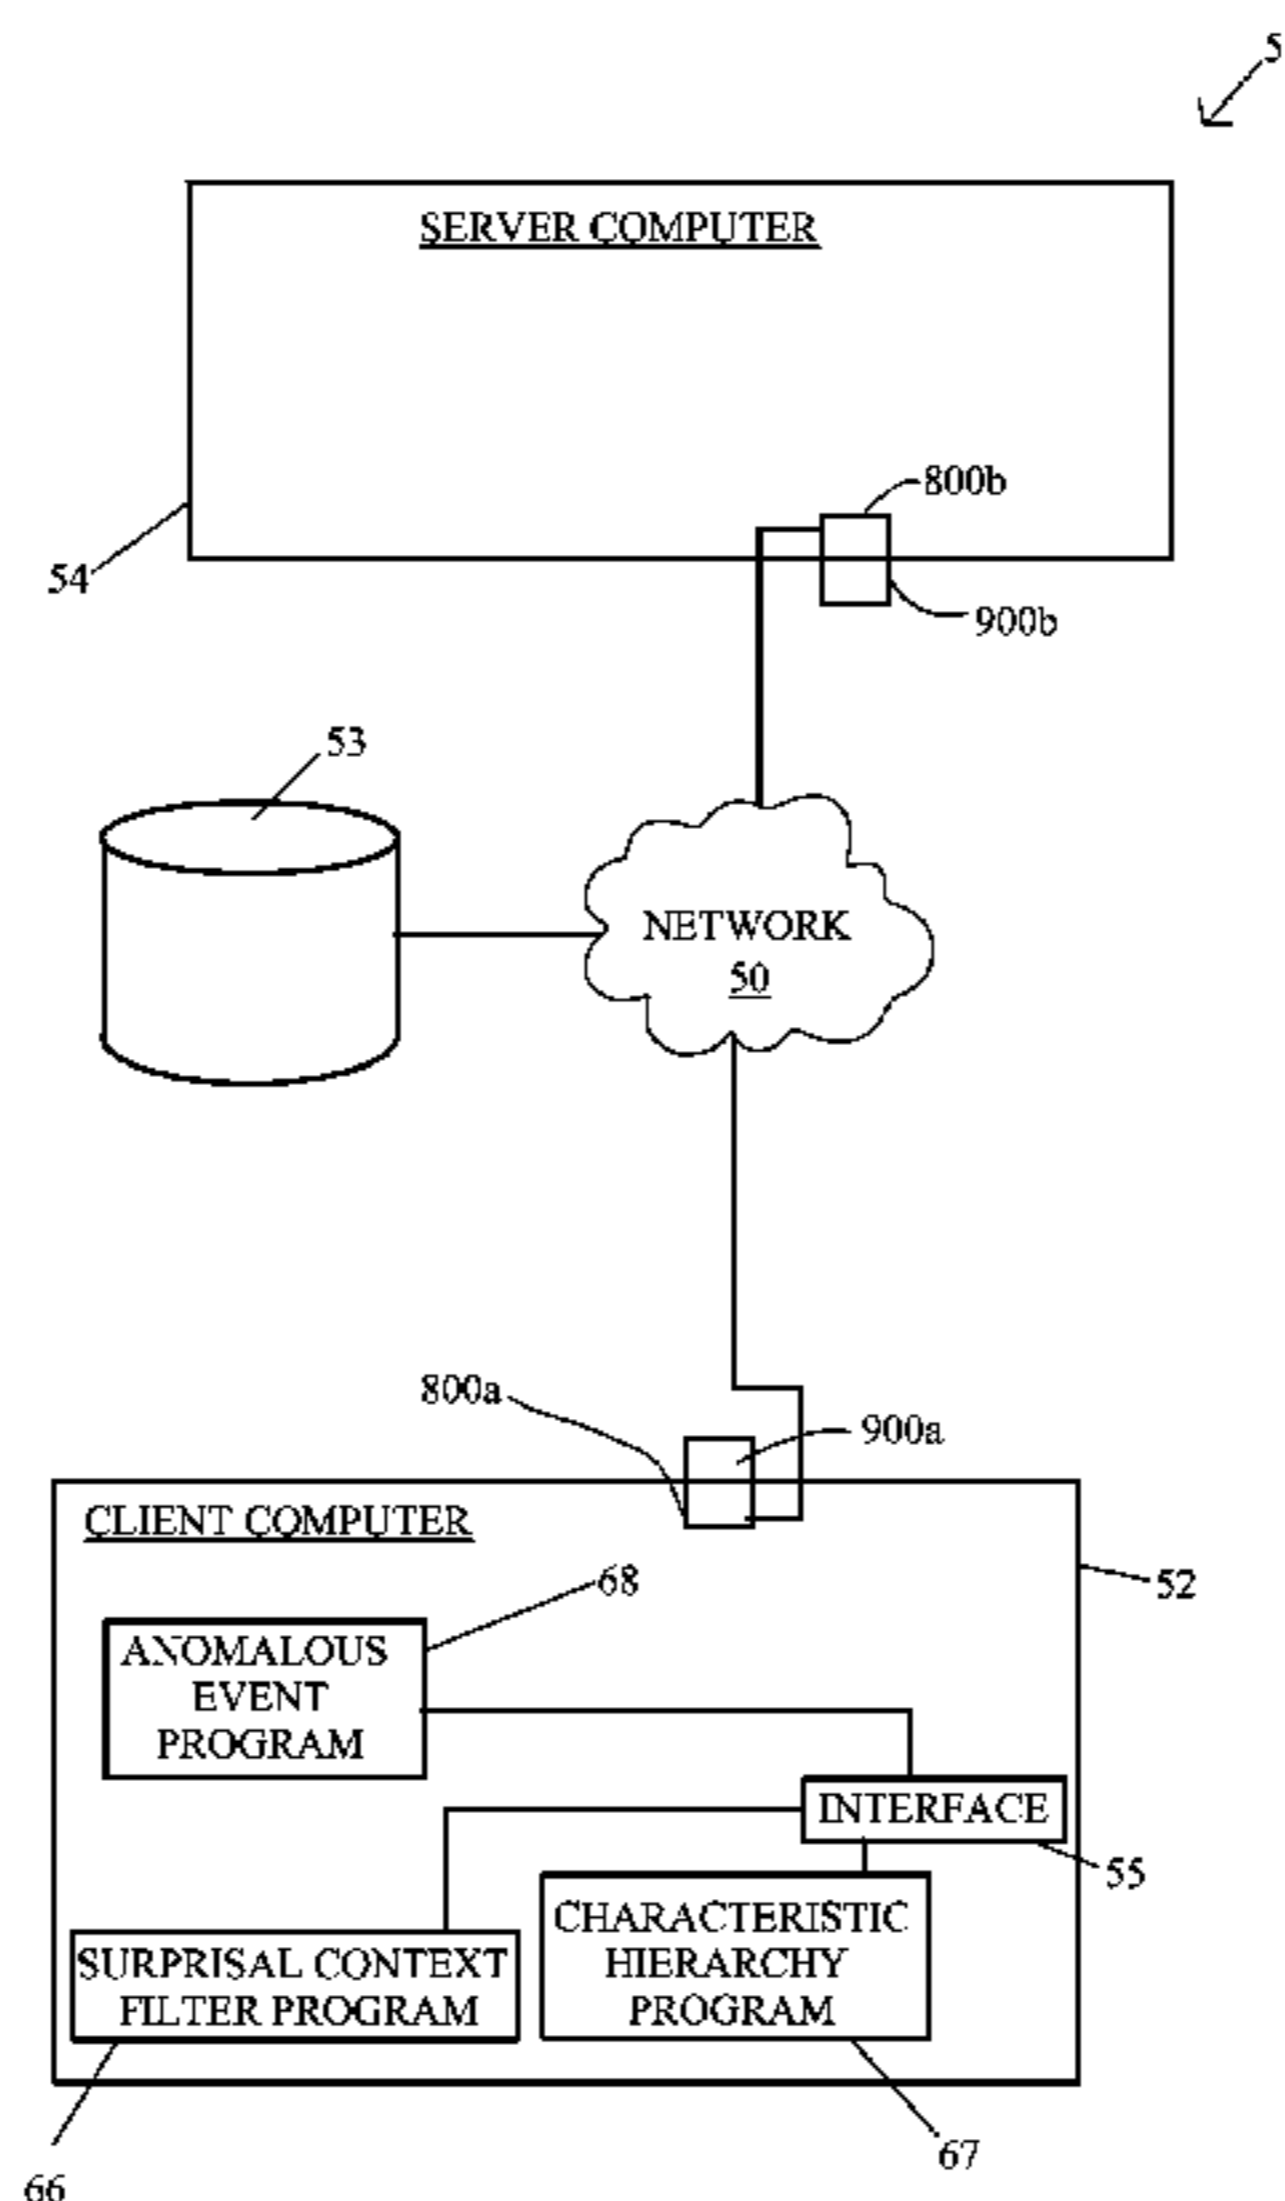 5
SERVER COMPUTER
800b
54
900b
53
NETWORK
50
800a
900a
CLIENT COMPUTER
68
52
ANOMALOUS
EVENT
PROGRAM
INTERFACE
55
CHARACTERISTIC
HIERARCHY
PROGRAM
SURPRISAL CONTEXT
FILTER PROGRAM
67
66